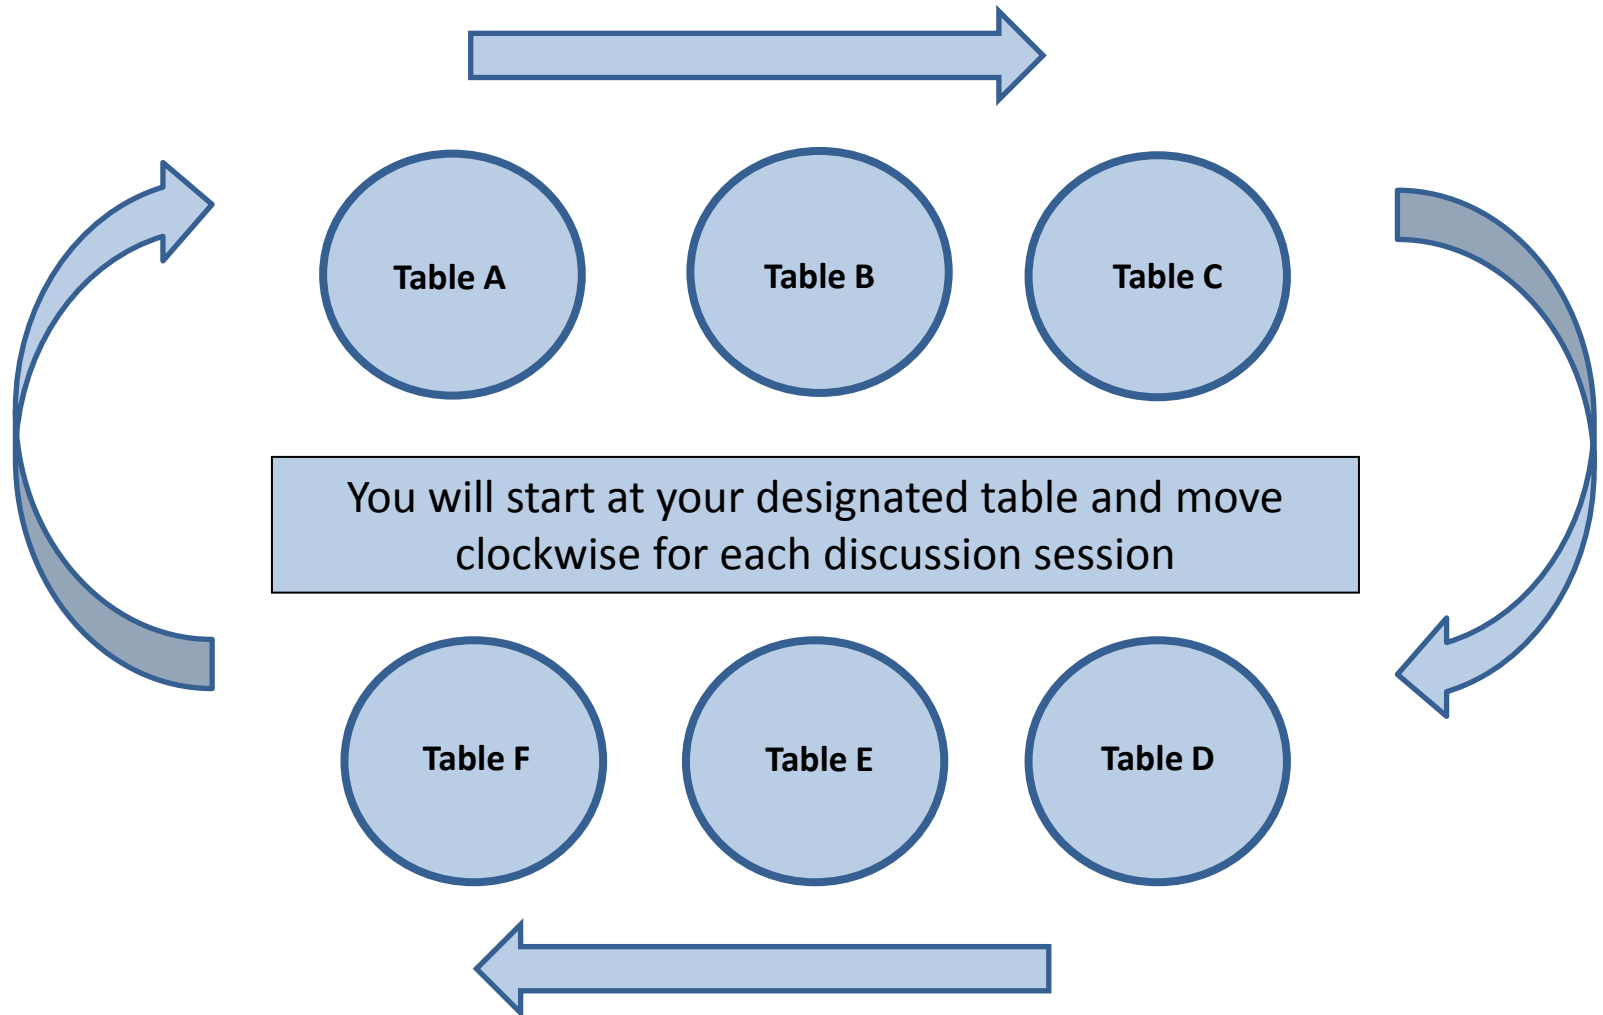 Table A
Table B
Table C
You will start at your designated table and move
clockwise for each discussion session
Table F
Table E
Table D